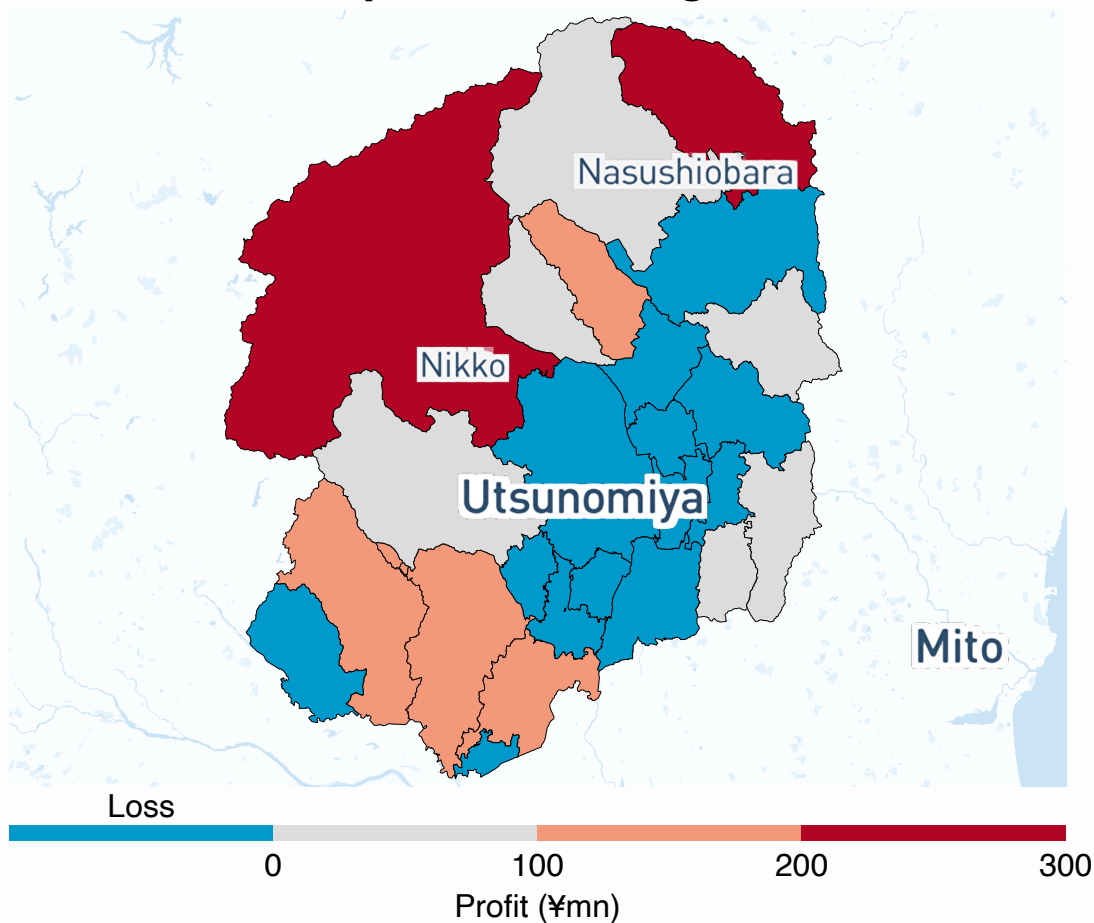 Nasushiobara
Nikko
Utsunomiya
Mito
Loss
0 100 200 300
Profit (¥mn)